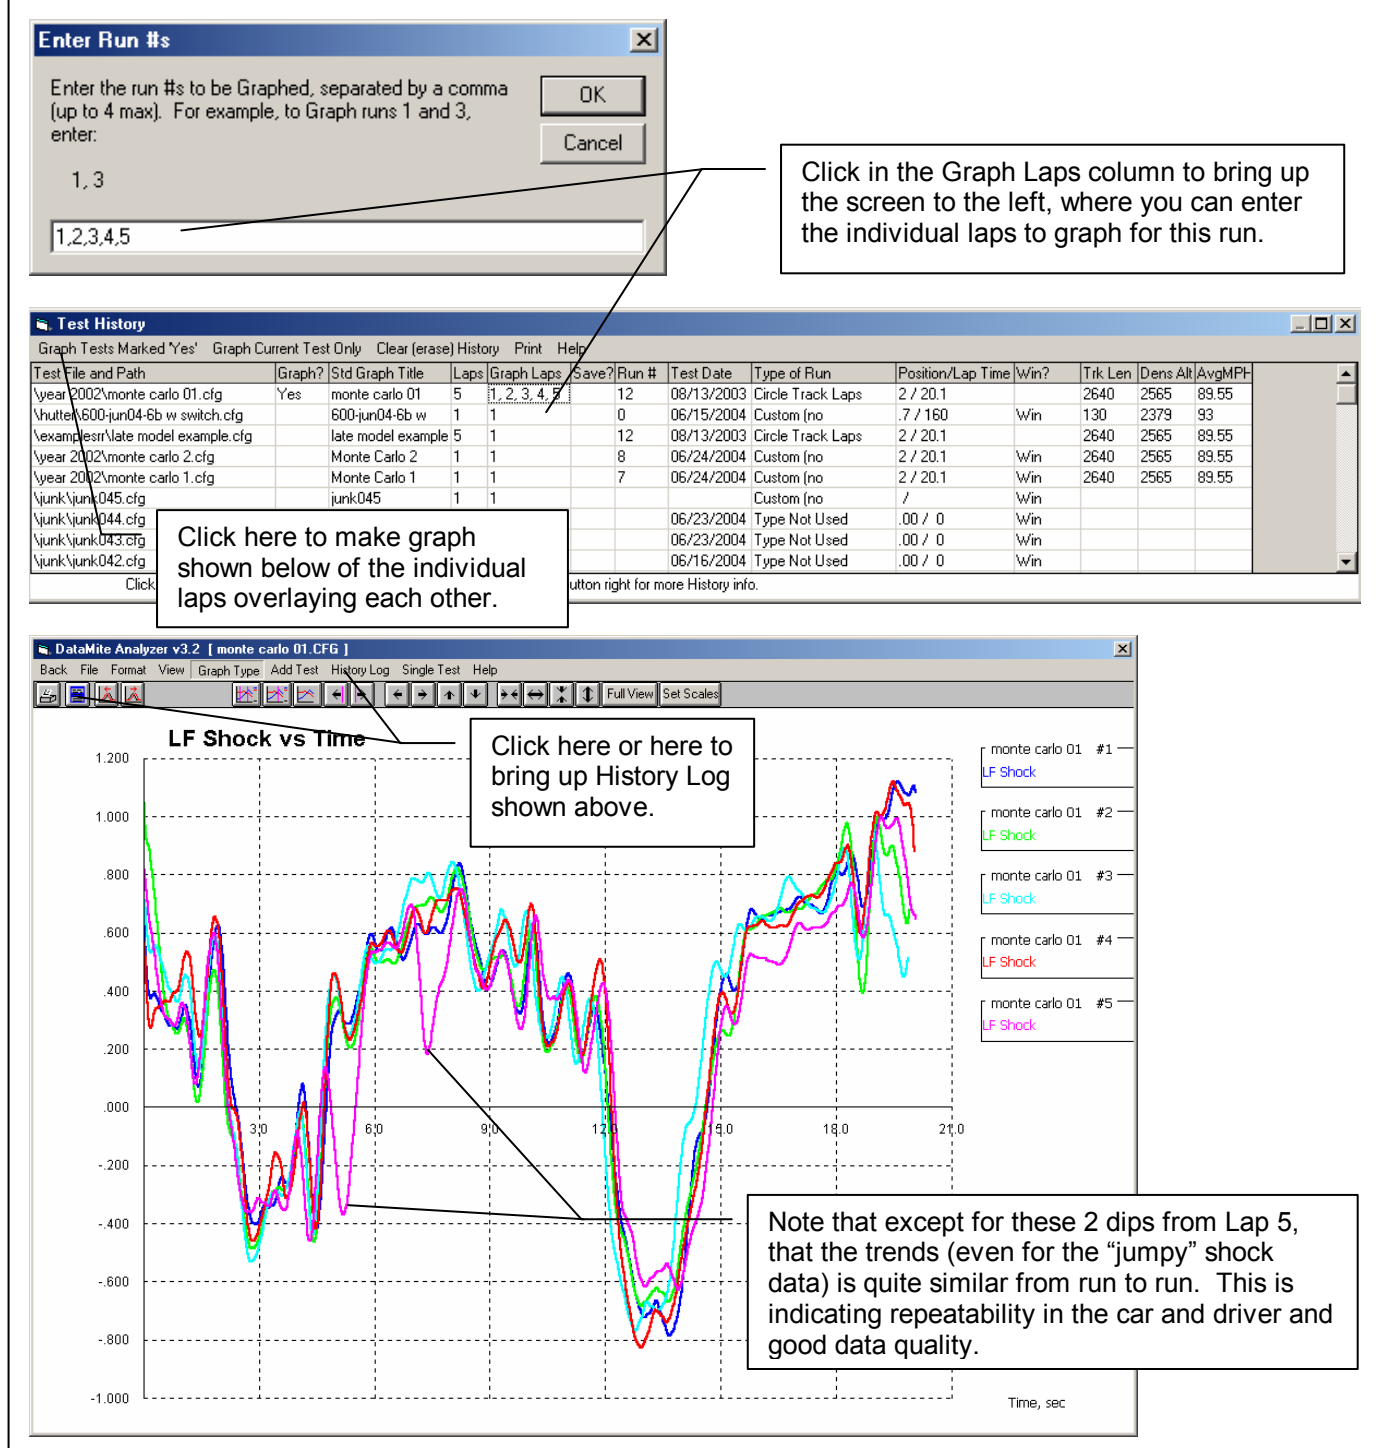 Enter Run #s
Enter the run #s to be Graphed, separated by a comma
(up to 4 max). For example, to Graph runs 1 and 3,
enter:
1, 3
OK
Cancel
1,2,3,4,5
Click in the Graph Laps column to bring up
the screen to the left, where you can enter
the individual laps to graph for this run.
Test History
Graph Tests Marked 'Yes' Graph Current Test Only Clear (erase) History Print Help
Test File and Path Graph? Std Graph Title Laps Graph Laps Save? Run # Test Date Type of Run Position/Lap Time Win? Trk Len Dens Alt AvgMPH
\year 2002\monte carlo 01.cfg Yes monte carlo 01 5 1, 2, 3, 4, 5 12 08/13/2003 Circle Track Laps 2 / 20.1 2640 2565 89.55
\hutter\600-jun04-6b w switch.cfg 600-jun04-6b w 1 1 0 06/15/2004 Custom (no .7 / 160 Win 130 2379 93
\examplesrr\late model example.cfg late model example 5 1 12 08/13/2003 Circle Track Laps 2 / 20.1 2640 2565 89.55
\year 2002\monte carlo 2.cfg Monte Carlo 2 1 1 8 06/24/2004 Custom (no 2 / 20.1 Win 2640 2565 89.55
\year 2002\monte carlo 1.cfg Monte Carlo 1 1 1 7 06/24/2004 Custom (no 2 / 20.1 Win 2640 2565 89.55
\junk\junk045.cfg junk045 1 1 Custom (no / Win
\junk\junk044.cfg 06/23/2004 Type Not Used .00 / 0 Win
\junk\junk043.cfg 06/23/2004 Type Not Used .00 / 0 Win
\junk\junk042.cfg 06/16/2004 Type Not Used .00 / 0 Win
Click utton right for more History info.
Click here to make graph
shown below of the individual
laps overlaying each other.
DataMite Analyzer v3.2 [ monte carlo 01.CFG ]
Back File Format View Graph Type Add Test History Log Single Test Help
Full View Set Scales
LF Shock vs Time
Click here or here to
bring up History Log
shown above.
1.200
1.000
.800
.600
.400
.200
.000
-.200
-.400
-.600
-.800
-1.000
3.0 6.0 9.0 12.0 15.0 18.0 21.0
Time, sec
monte carlo 01 #1
LF Shock
monte carlo 01 #2
LF Shock
monte carlo 01 #3
LF Shock
monte carlo 01 #4
LF Shock
monte carlo 01 #5
LF Shock
Note that except for these 2 dips from Lap 5,
that the trends (even for the “jumpy” shock
data) is quite similar from run to run. This is
indicating repeatability in the car and driver and
good data quality.